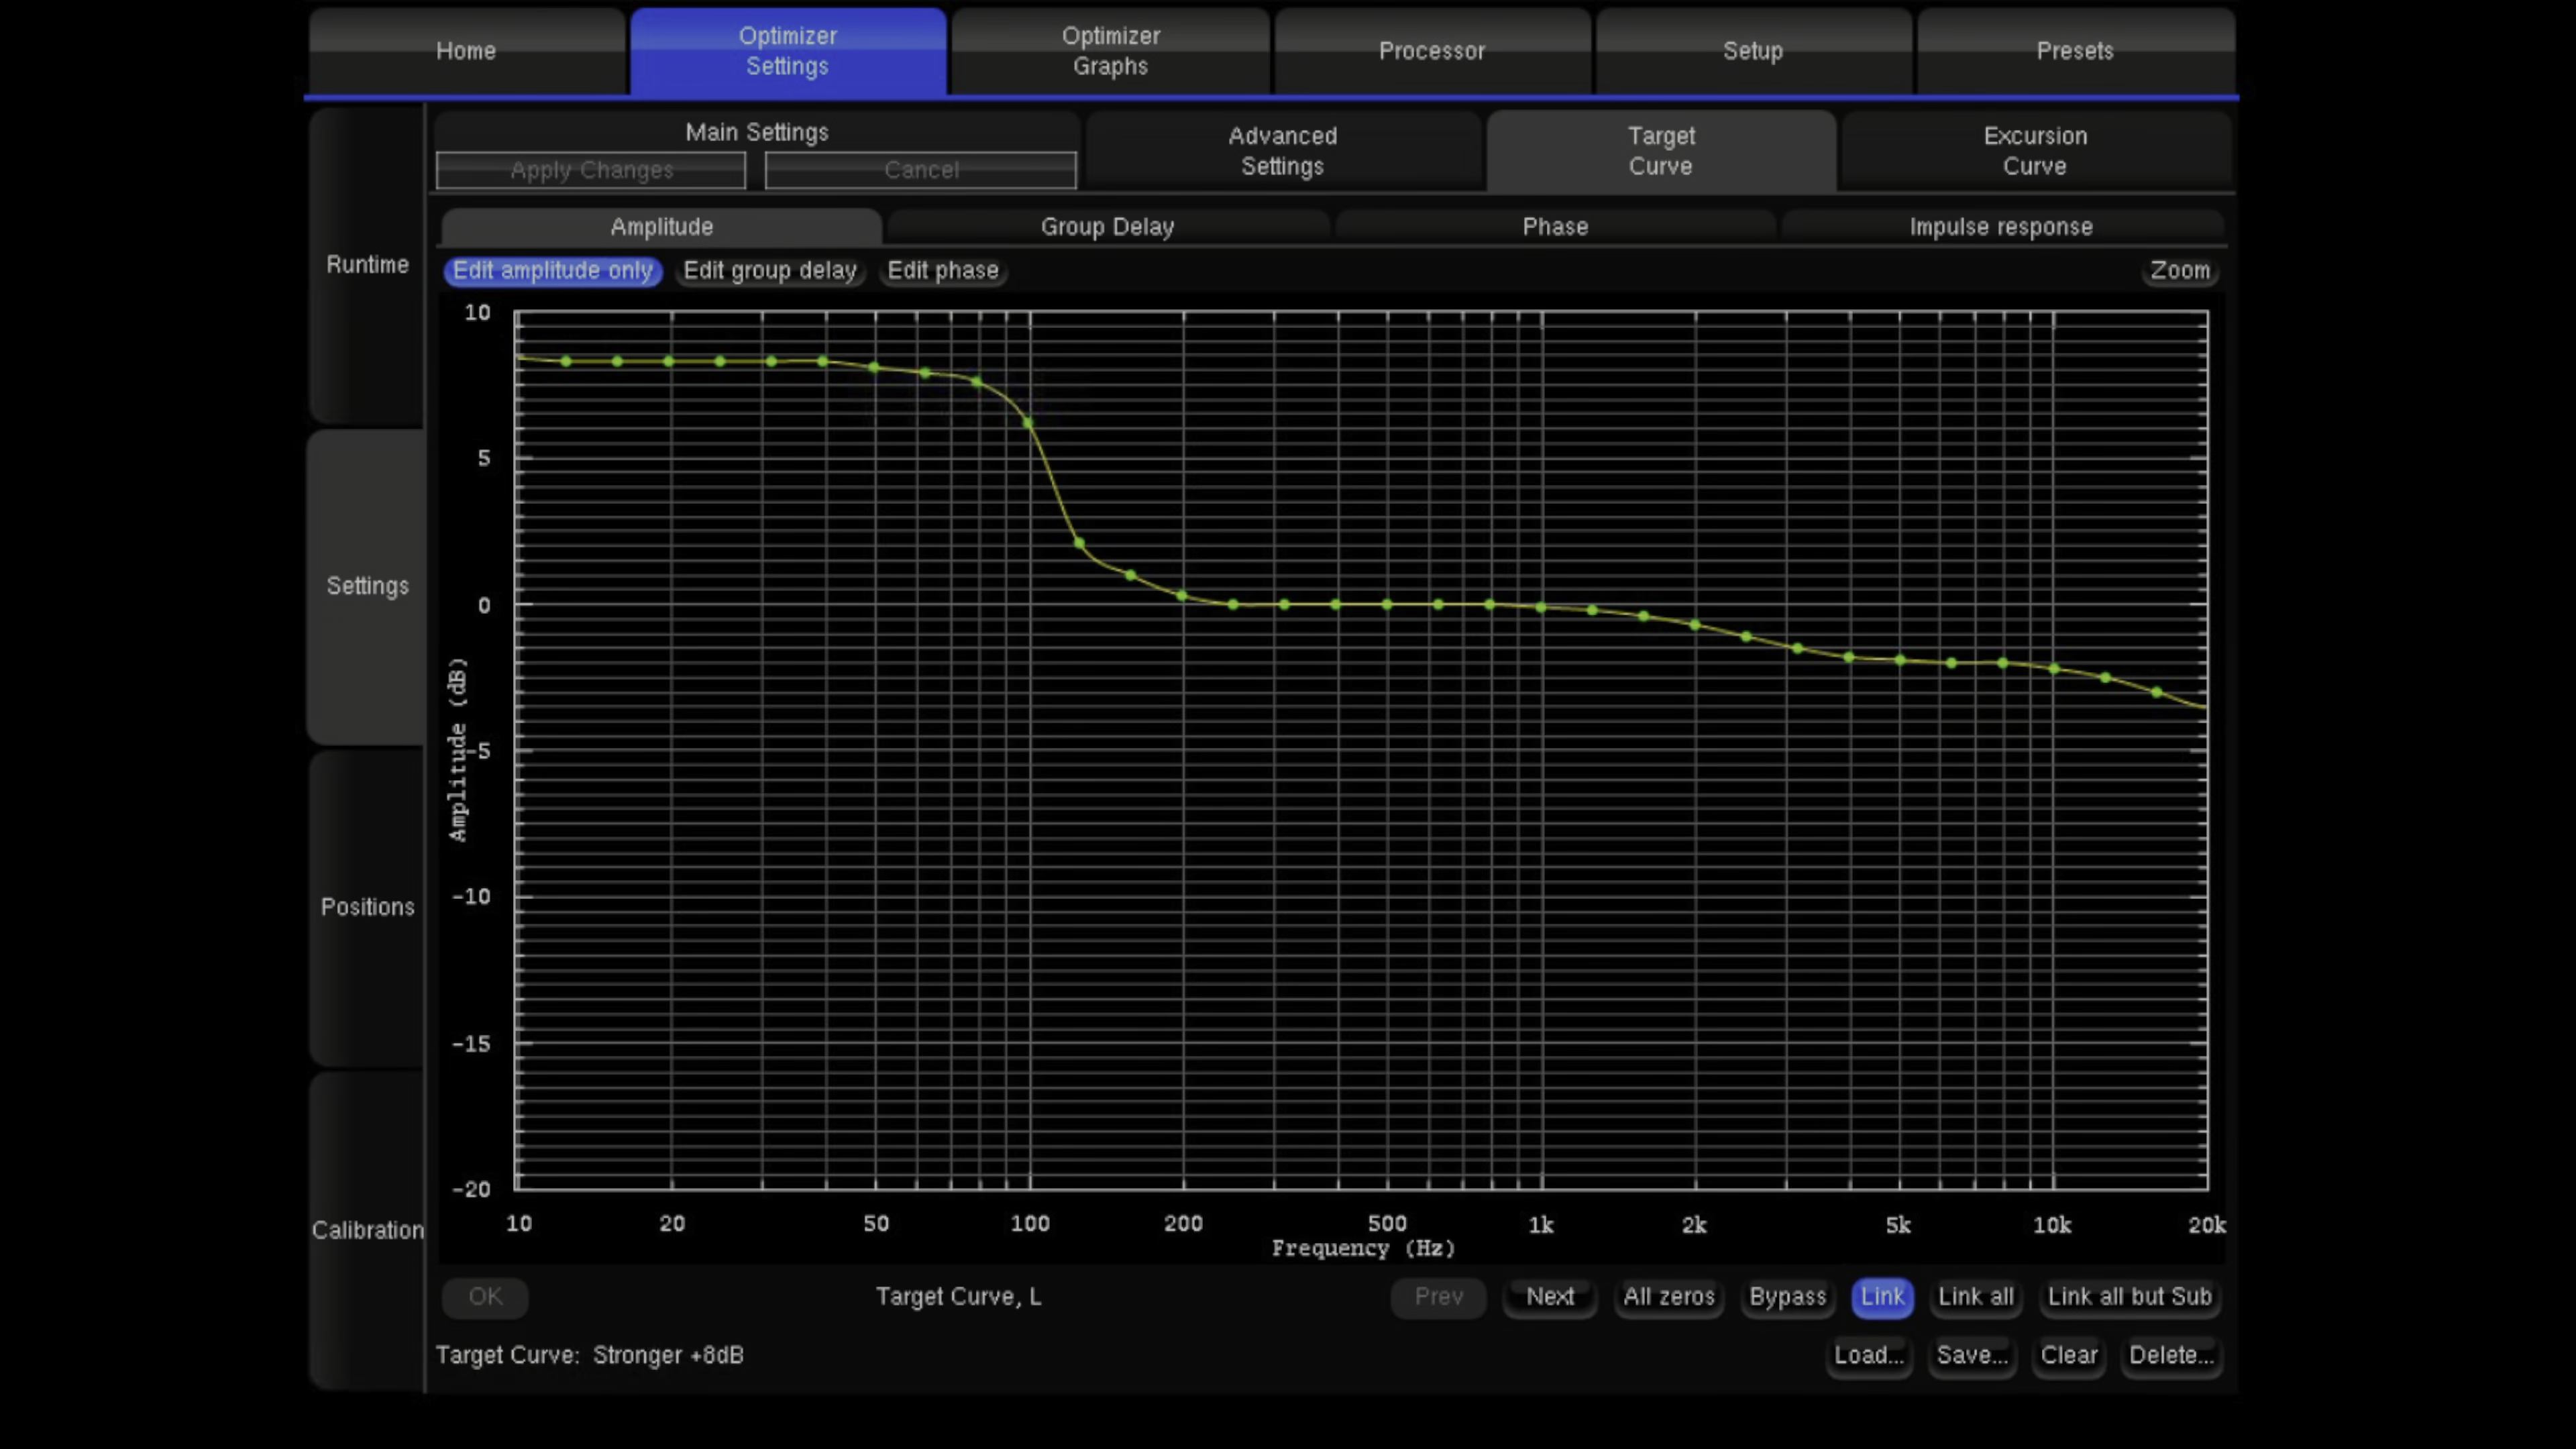 Home
Optimizer
Settings
Optimizer
Graphs
Processor
Setup
Presets
Main Settings
Apply Changes
Cancel
Advanced
Settings
Target
Curve
Excursion
Curve
Amplitude
Group Delay
Phase
Impulse response
Edit amplitude only
Edit group delay
Edit phase
Zoom
Runtime
Settings
Positions
Calibration
10
5
0
-5
-10
-15
-20
Amplitude (dB)
10
20
50
100
200
500
1k
2k
5k
10k
20k
Frequency (Hz)
OK
Target Curve, L
Prev
Next
All zeros
Bypass
Link
Link all
Link all but Sub
Target Curve: Stronger +8dB
Load...
Save...
Clear
Delete...